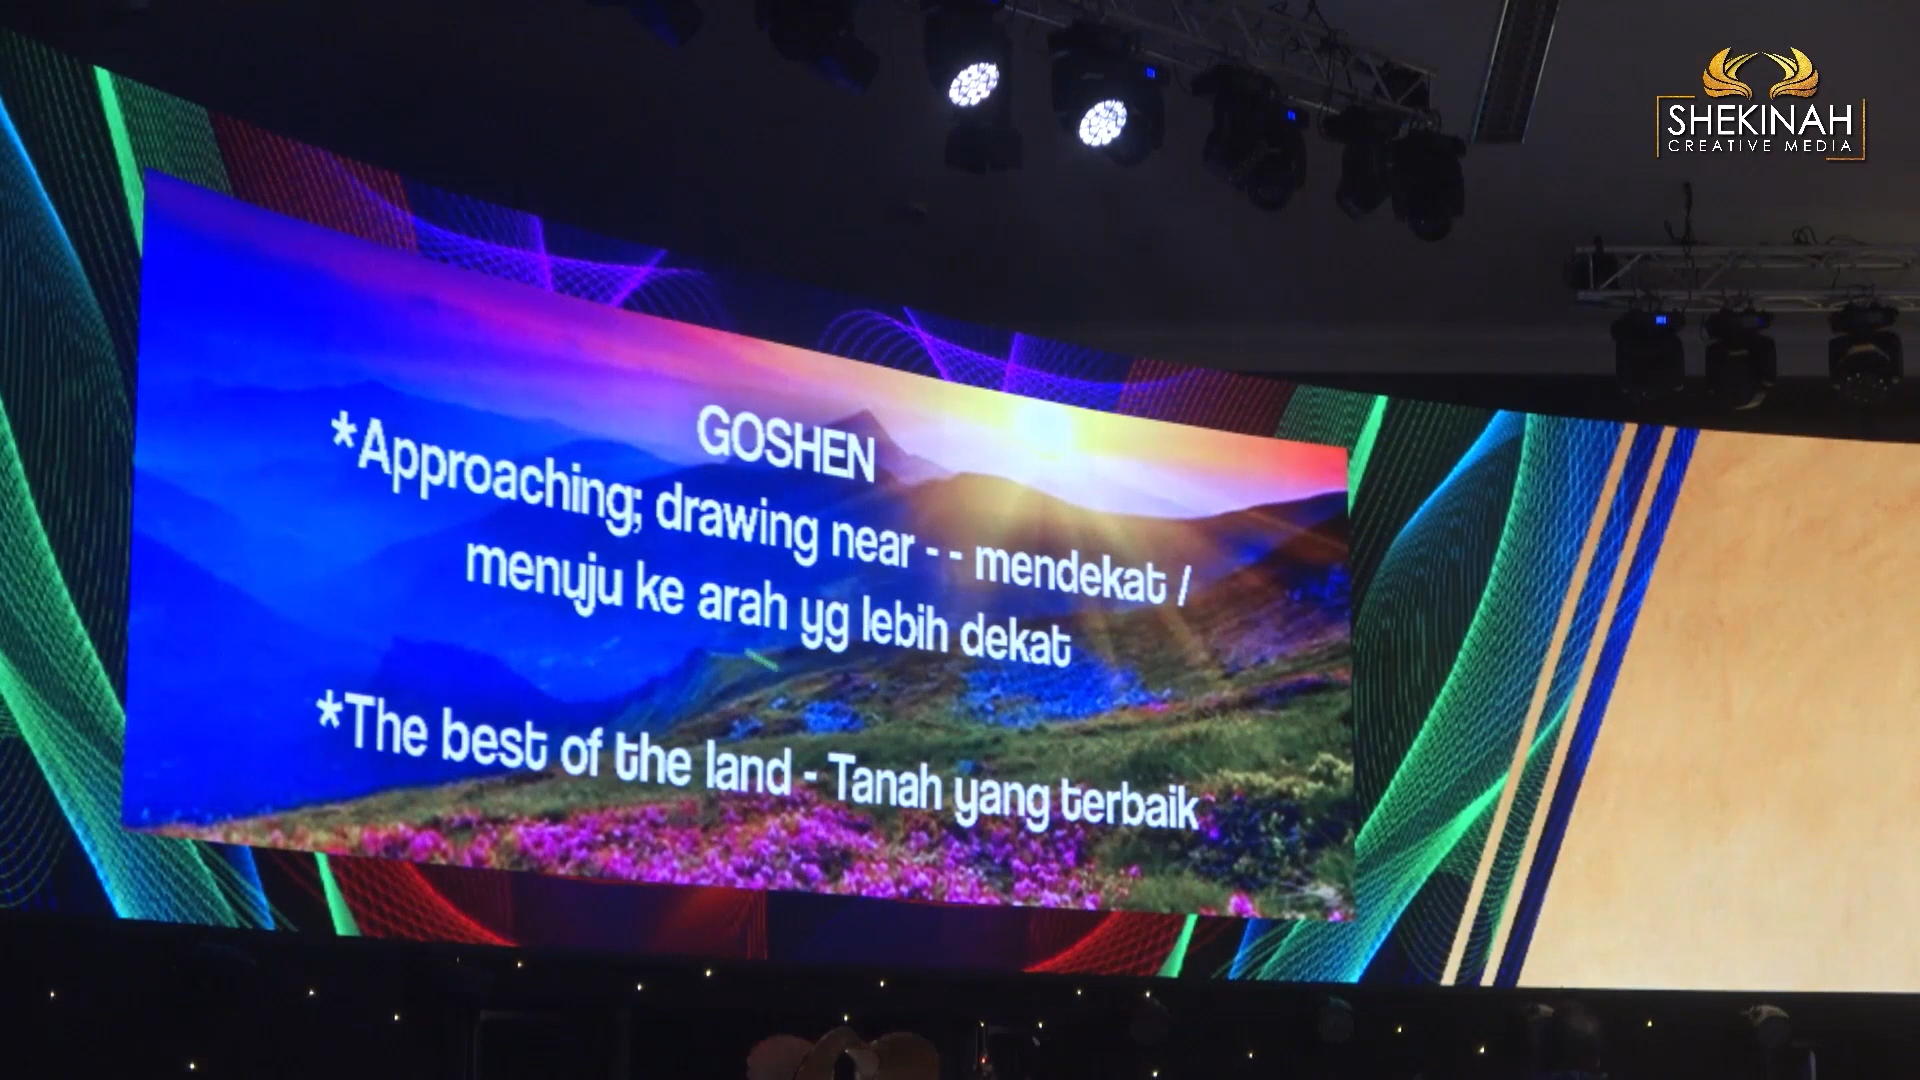 SHEKINAH
CREATIVE MEDIA
GOSHEN
*Approaching; drawing near - - mendekat /
menuju ke arah yg lebih dekat
*The best of the land - Tanah yang terbaik